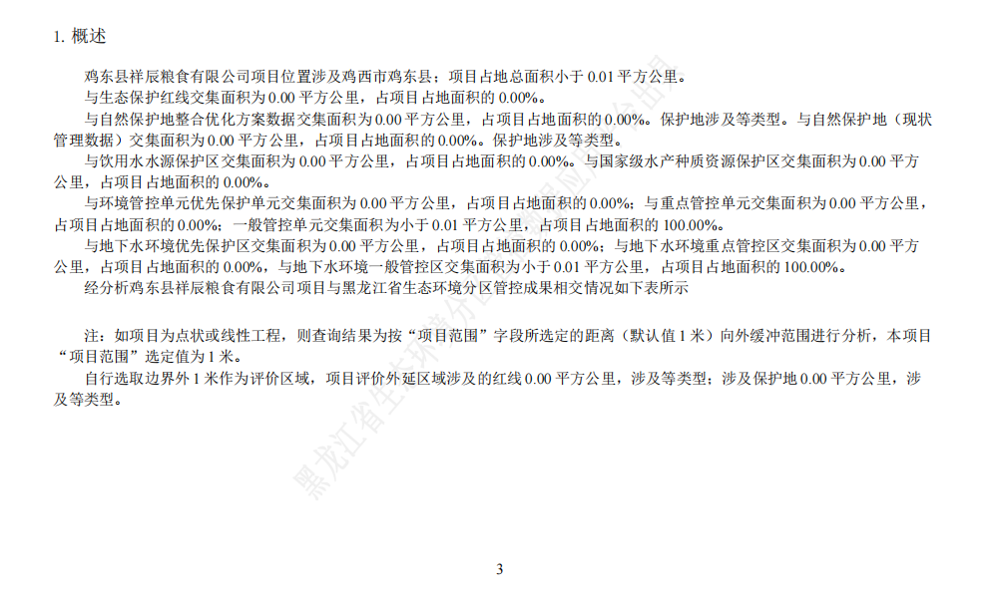 1. 概述
鸡东县祥辰粮食有限公司项目位置涉及鸡西市鸡东县；项目占地总面积小于 0.01 平方公里。
与生态保护红线交集面积为 0.00 平方公里，占项目占地面积的 0.00%。
与自然保护地整合优化方案数据交集面积为 0.00 平方公里，占项目占地面积的 0.00%。保护地涉及等类型。与自然保护地（现状
管理数据）交集面积为 0.00 平方公里，占项目占地面积的 0.00%。保护地涉及等类型。
与饮用水水源保护区交集面积为 0.00 平方公里，占项目占地面积的 0.00%。与国家级水产种质资源保护区交集面积为 0.00 平方
公里，占项目占地面积的 0.00%。
与环境管控单元优先保护单元交集面积为 0.00 平方公里，占项目占地面积的 0.00%；与重点管控单元交集面积为 0.00 平方公里，
占项目占地面积的 0.00%；一般管控单元交集面积为小于 0.01 平方公里，占项目占地面积的 100.00%。
与地下水环境优先保护区交集面积为 0.00 平方公里，占项目占地面积的 0.00%；与地下水环境重点管控区交集面积为 0.00 平方
公里，占项目占地面积的 0.00%，与地下水环境一般管控区交集面积为小于 0.01 平方公里，占项目占地面积的 100.00%。
经分析鸡东县祥辰粮食有限公司项目与黑龙江省生态环境分区管控成果相交情况如下表所示
注：如项目为点状或线性工程，则查询结果为按“项目范围”字段所选定的距离（默认值 1 米）向外缓冲范围进行分析，本项目
“项目范围”选定值为 1 米。
自行选取边界外 1 米作为评价区域，项目评价外延区域涉及的红线 0.00 平方公里，涉及等类型；涉及保护地 0.00 平方公里，涉
及等类型。
黑龙江省生态环境分区管控数据应用平台出具
3